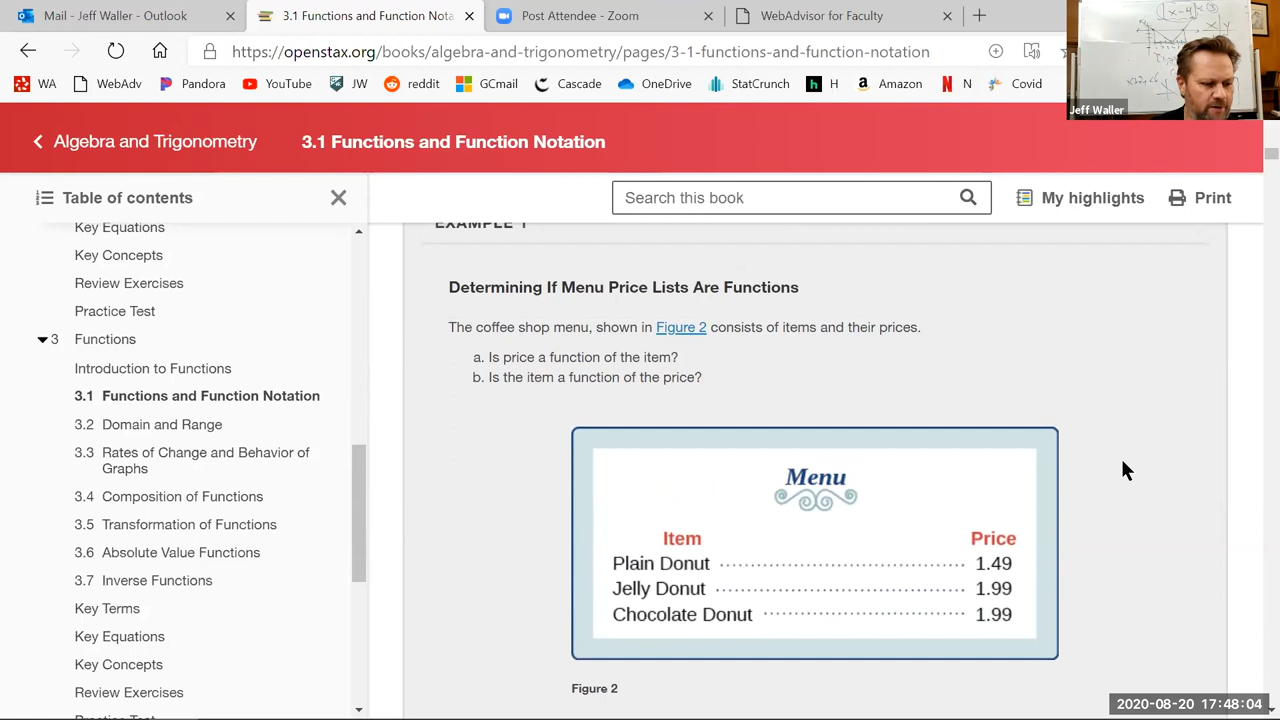 Mail - Jeff Waller - Outlook
3.1 Functions and Function Nota
Post Attendee - Zoom
WebAdvisor for Faculty
https://openstax.org/books/algebra-and-trigonometry/pages/3-1-functions-and-function-notation
WA
WebAdv
Pandora
YouTube
JW
reddit
GCmail
Cascade
OneDrive
StatCrunch
H
Amazon
N
Covid
Jeff Waller
Algebra and Trigonometry
3.1 Functions and Function Notation
Table of contents
Search this book
My highlights
Print
Key Equations
Key Concepts
Review Exercises
Practice Test
3 Functions
Introduction to Functions
3.1 Functions and Function Notation
3.2 Domain and Range
3.3 Rates of Change and Behavior of
Graphs
3.4 Composition of Functions
3.5 Transformation of Functions
3.6 Absolute Value Functions
3.7 Inverse Functions
Key Terms
Key Equations
Key Concepts
Review Exercises
Practice Test
EXAMPLE 1
Determining If Menu Price Lists Are Functions
The coffee shop menu, shown in Figure 2 consists of items and their prices.
a. Is price a function of the item?
b. Is the item a function of the price?
Menu
Item Price
Plain Donut 1.49
Jelly Donut 1.99
Chocolate Donut 1.99
Figure 2
2020-08-20 17:48:04